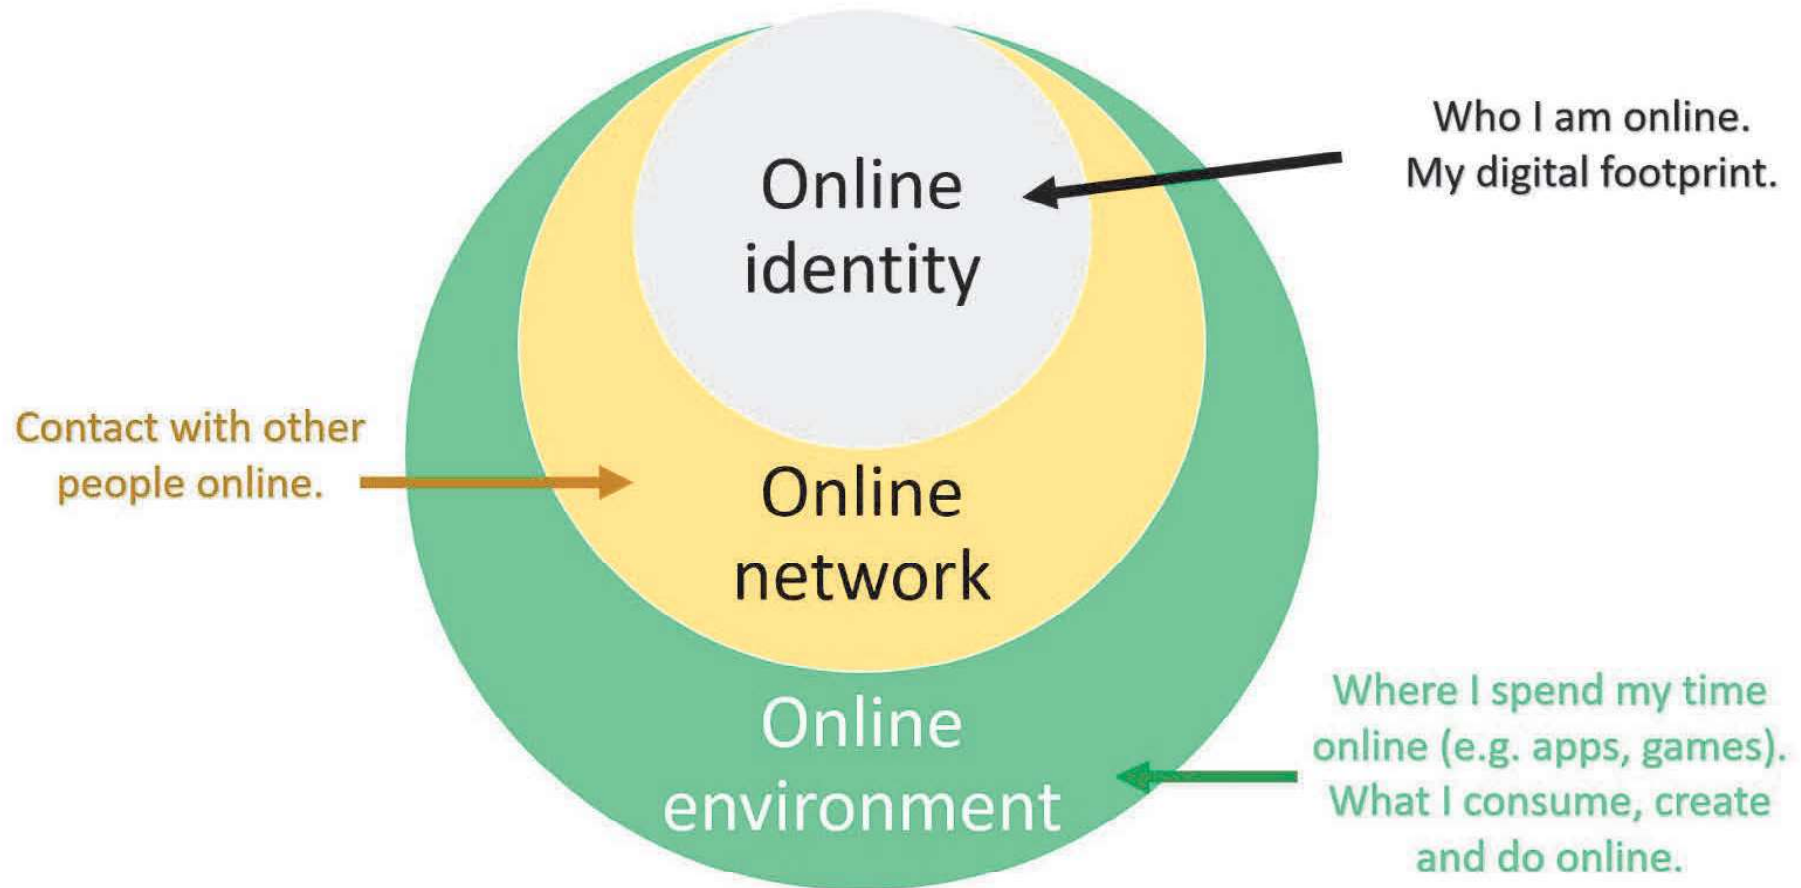 Online
identity
Who I am online.
My digital footprint.
Contact with other
people online.
Online
network
Online
environment
Where I spend my time
online (e.g. apps, games).
What I consume, create
and do online.